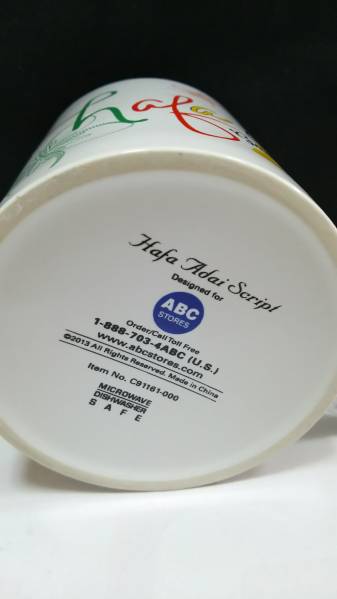 hafa
Hafa Adai Script
Designed for
ABC
STORES
Order/Call Toll Free
1-888-703-4ABC (U.S.)
www.abcstores.com
©2013 All Rights Reserved. Made in China
Item No. C91161-000
MICROWAVE
DISHWASHER
SAFE